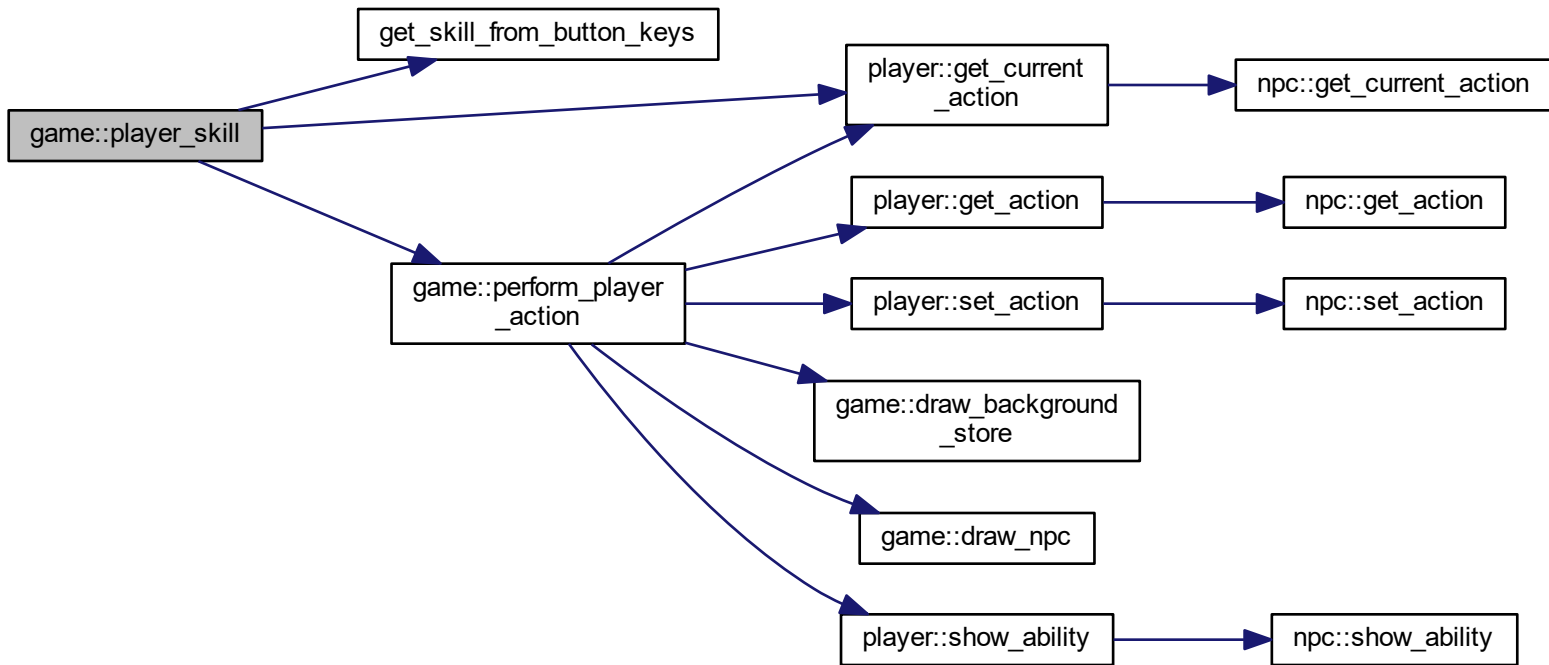 get_skill_from_button_keys
player::get_current
_action
npc::get_current_action
game::player_skill
player::get_action
npc::get_action
game::perform_player
_action
player::set_action
npc::set_action
game::draw_background
_store
game::draw_npc
player::show_ability
npc::show_ability